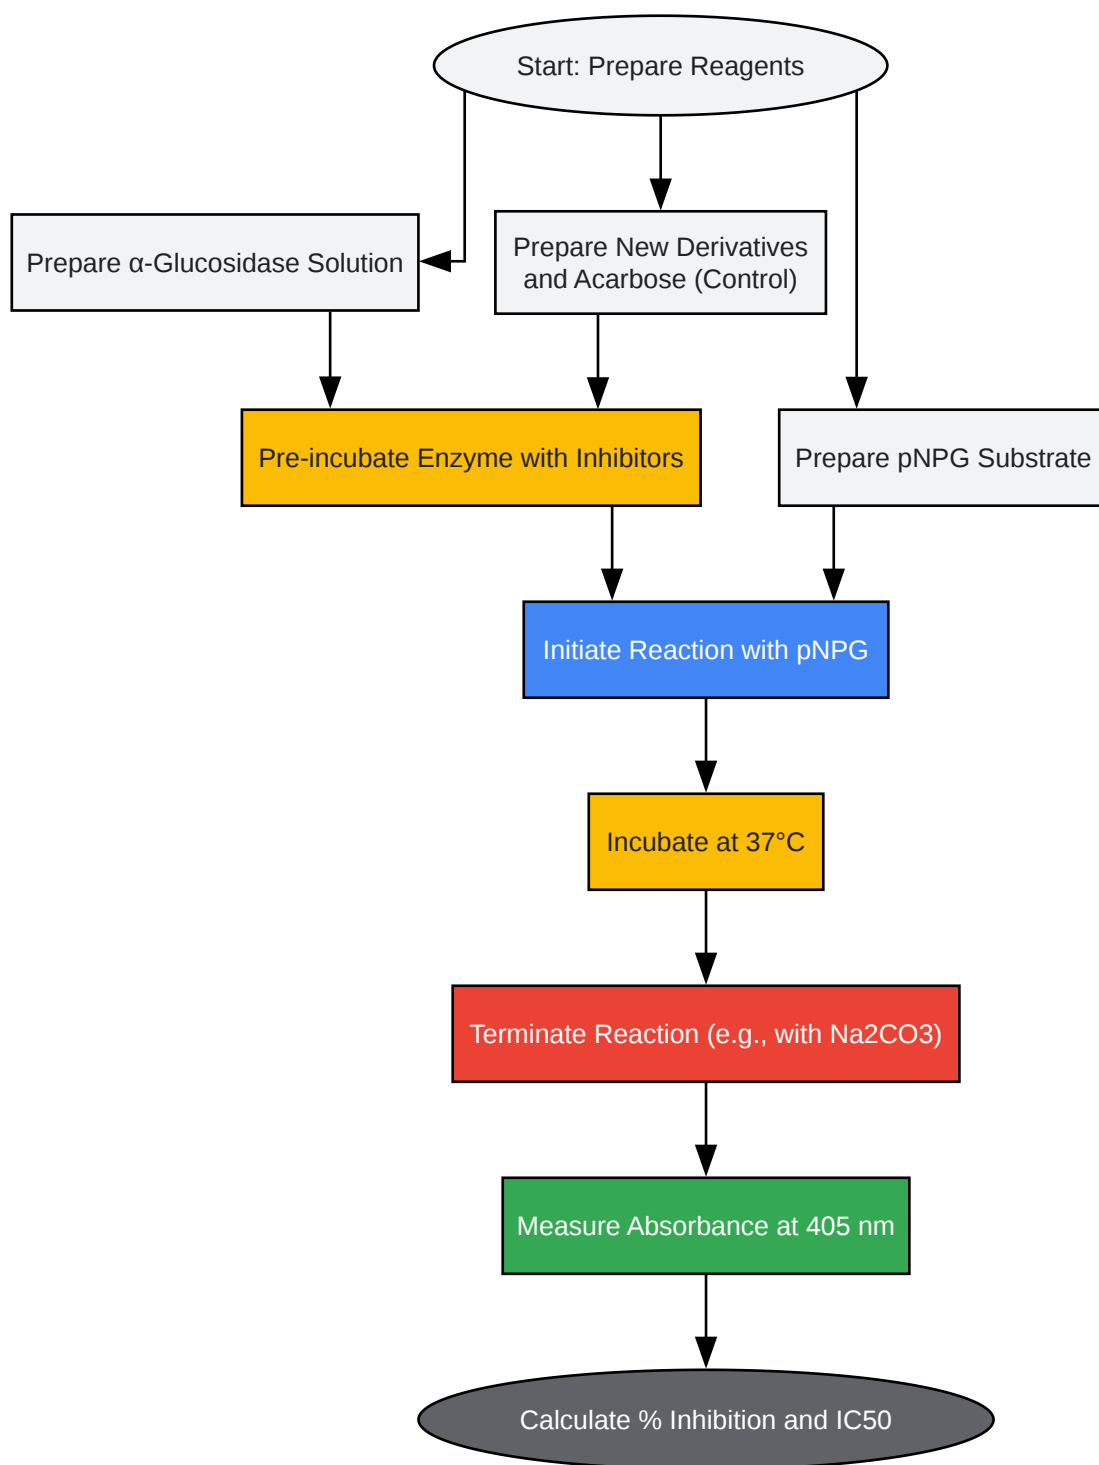 Start: Prepare Reagents
Prepare α-Glucosidase Solution
Prepare New Derivatives
and Acarbose (Control)
Pre-incubate Enzyme with Inhibitors
Prepare pNPG Substrate
Initiate Reaction with pNPG
Incubate at 37°C
Terminate Reaction (e.g., with Na2CO3)
Measure Absorbance at 405 nm
Calculate % Inhibition and IC50